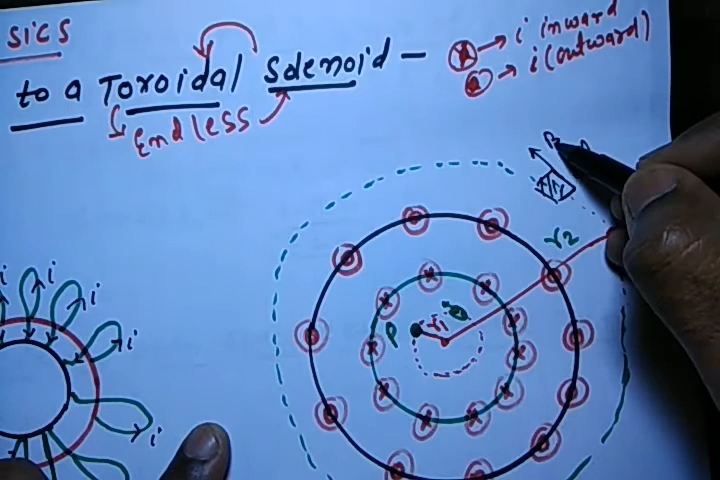 sics
to a Toroidal Solenoid -
Endless
x → i inward
→ i (outward)
B
r2
P
r1
i
i
i
i